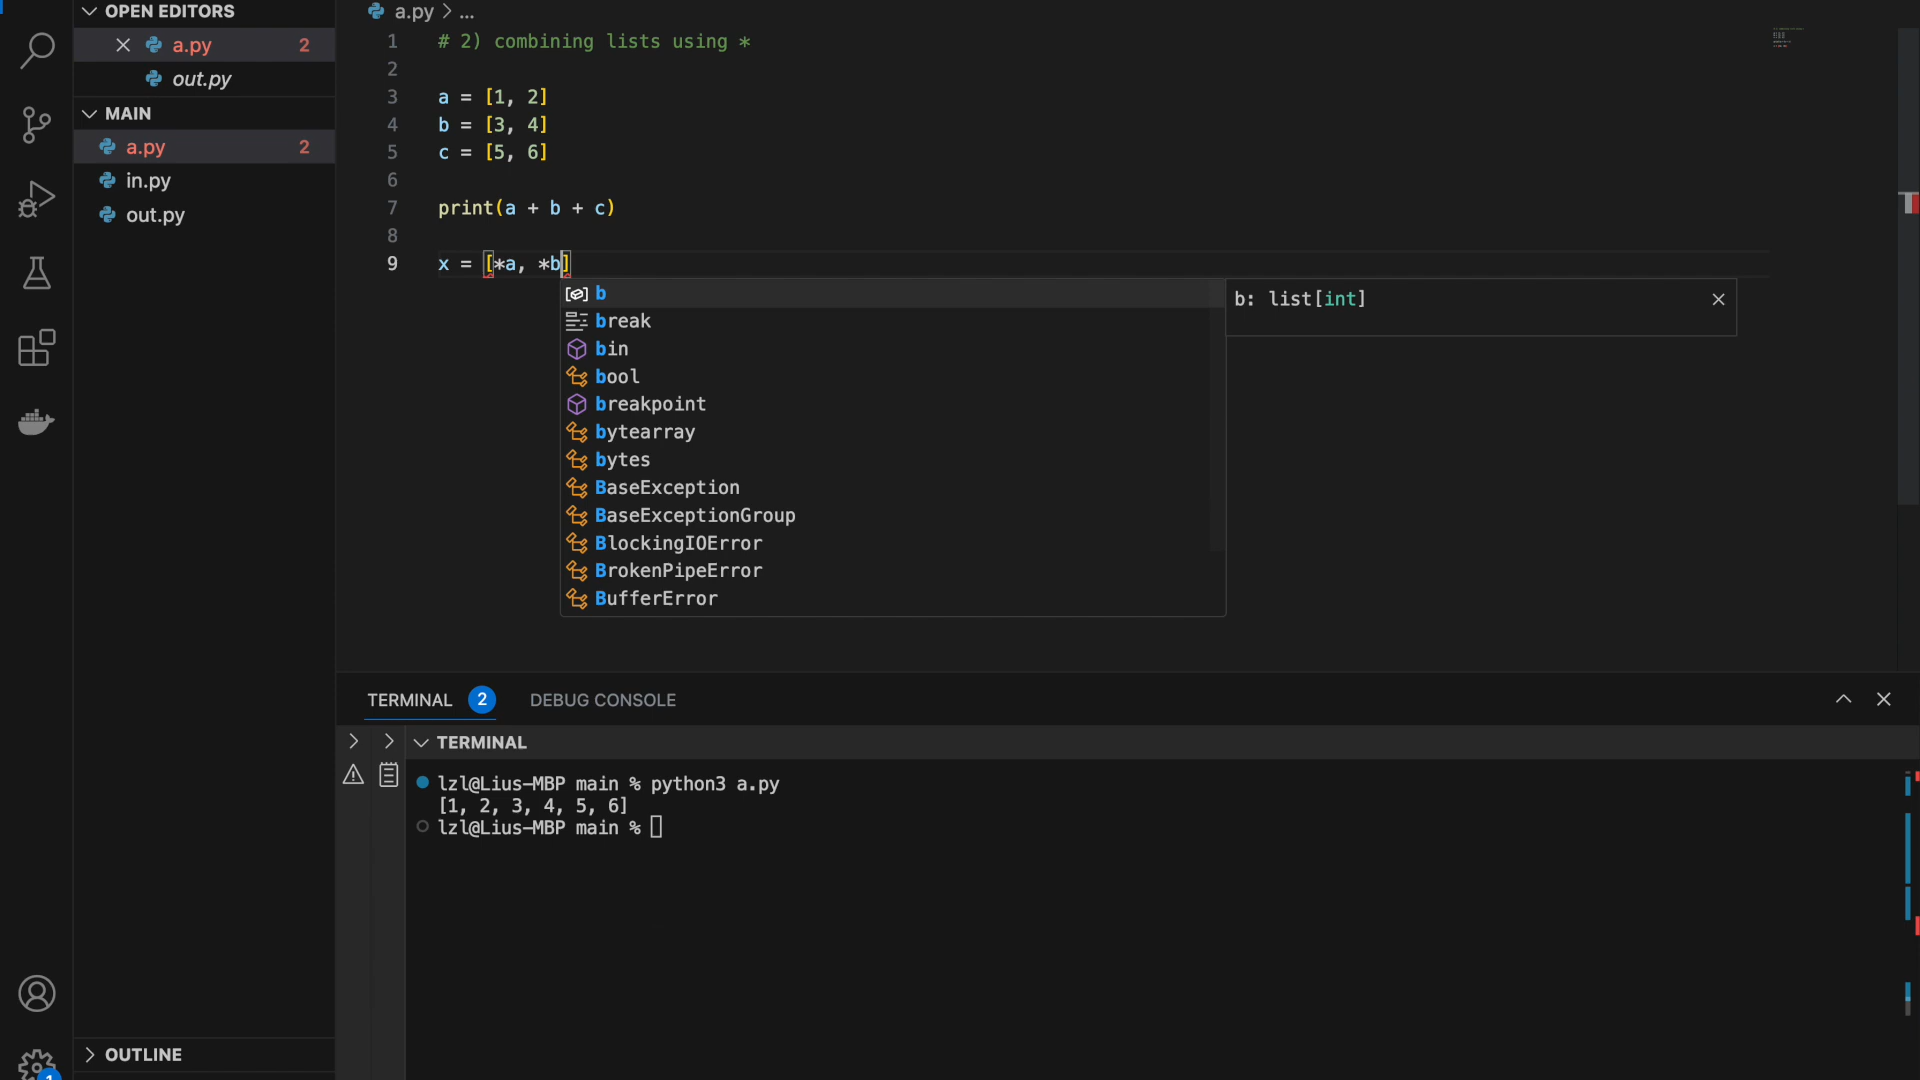 OPEN EDITORS
a.py 2
out.py
MAIN
a.py 2
in.py
out.py
OUTLINE
1
a.py > ...
1 # 2) combining lists using *
2
3 a = [1, 2]
4 b = [3, 4]
5 c = [5, 6]
6
7 print(a + b + c)
8
9 x = [*a, *b]
b
break
bin
bool
breakpoint
bytearray
bytes
BaseException
BaseExceptionGroup
BlockingIOError
BrokenPipeError
BufferError
b: list[int]
TERMINAL 2 DEBUG CONSOLE
TERMINAL
lzl@Lius-MBP main % python3 a.py
[1, 2, 3, 4, 5, 6]
lzl@Lius-MBP main %